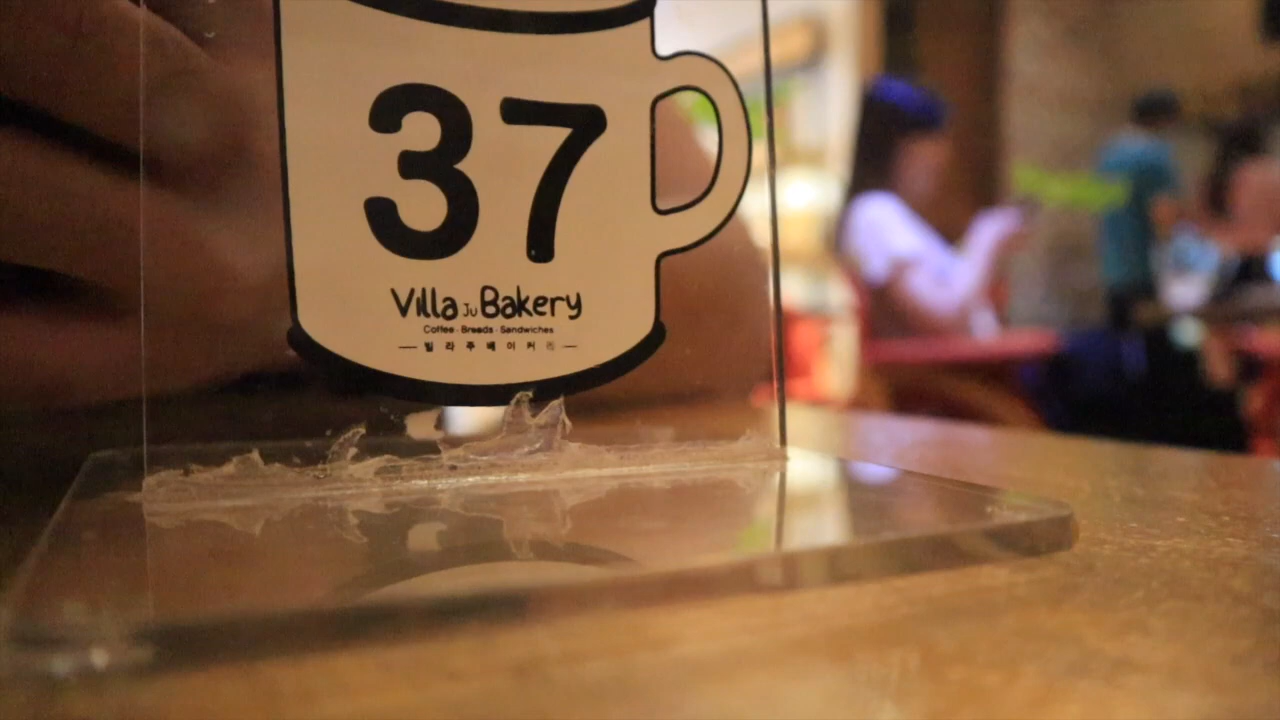 37
Villa Ju Bakery
Coffee · Breads · Sandwiches
— 빌라주베이커리 —